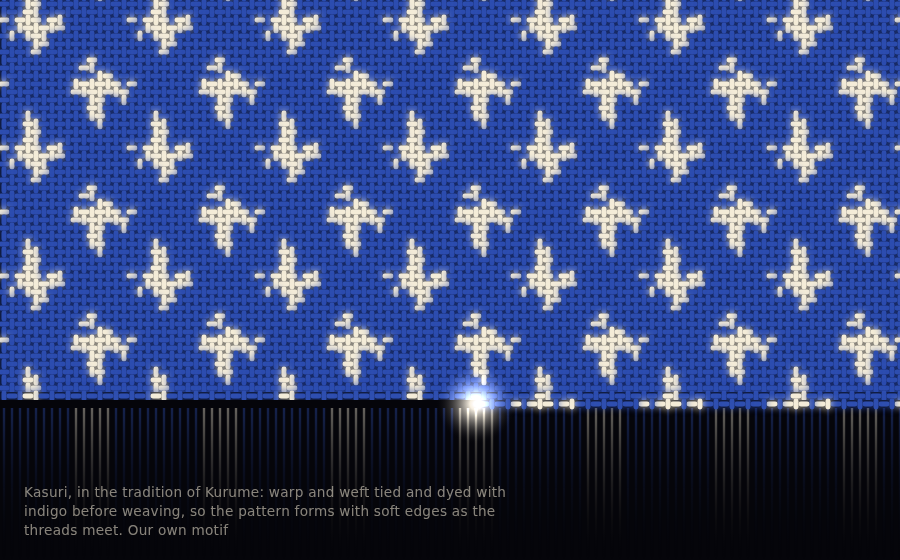 Kasuri, in the tradition of Kurume: warp and weft tied and dyed with
indigo before weaving, so the pattern forms with soft edges as the
threads meet. Our own motif